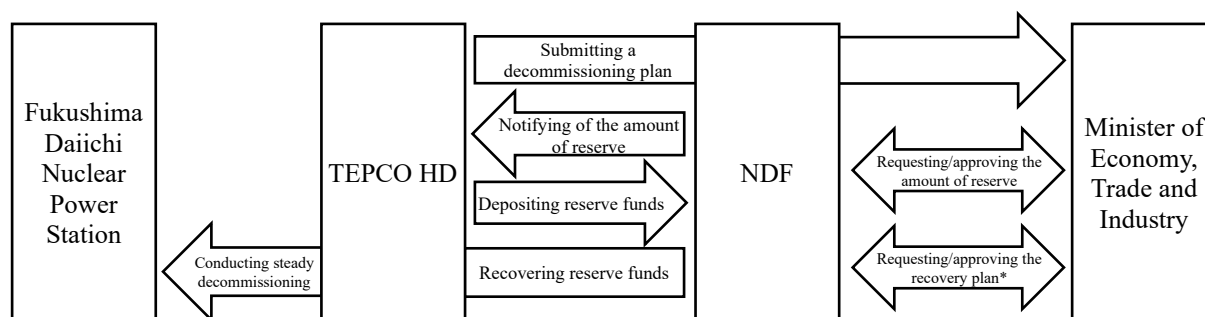 Fukushima
Daiichi
Nuclear
Power
Station
TEPCO HD
NDF
Minister of
Economy,
Trade and
Industry
Submitting a
decommissioning plan
Notifying of the amount
of reserve
Depositing reserve funds
Recovering reserve funds
Conducting steady
decommissioning
Requesting/approving the
amount of reserve
Requesting/approving the
recovery plan*